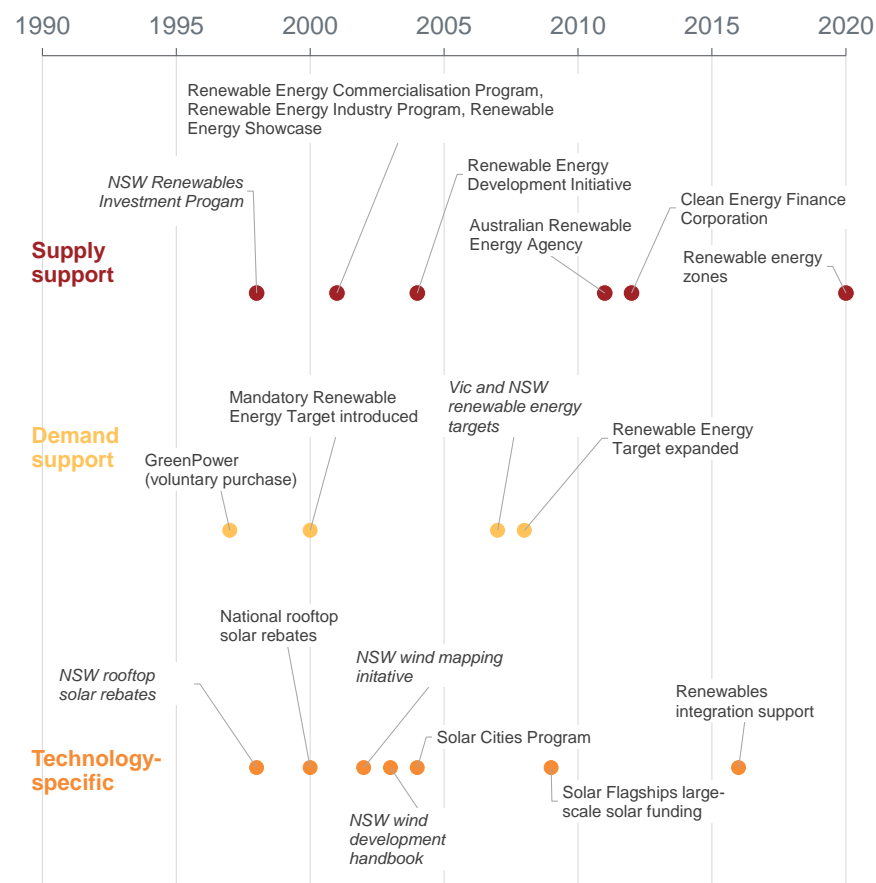 1990 1995 2000 2005 2010 2015 2020
Renewable Energy Commercialisation Program,
Renewable Energy Industry Program, Renewable
Energy Showcase
NSW Renewables
Investment Progam
Renewable Energy
Development Initiative
Clean Energy Finance
Corporation
Australian Renewable
Energy Agency
Renewable energy
zones
Supply
support
Mandatory Renewable
Energy Target introduced
Vic and NSW
renewable energy
targets
Renewable Energy
Target expanded
Demand
support
GreenPower
(voluntary purchase)
National rooftop
solar rebates
NSW wind mapping
initative
NSW rooftop
solar rebates
Renewables
integration support
Solar Cities Program
Technology-
specific
Solar Flagships large-
scale solar funding
NSW wind
development
handbook